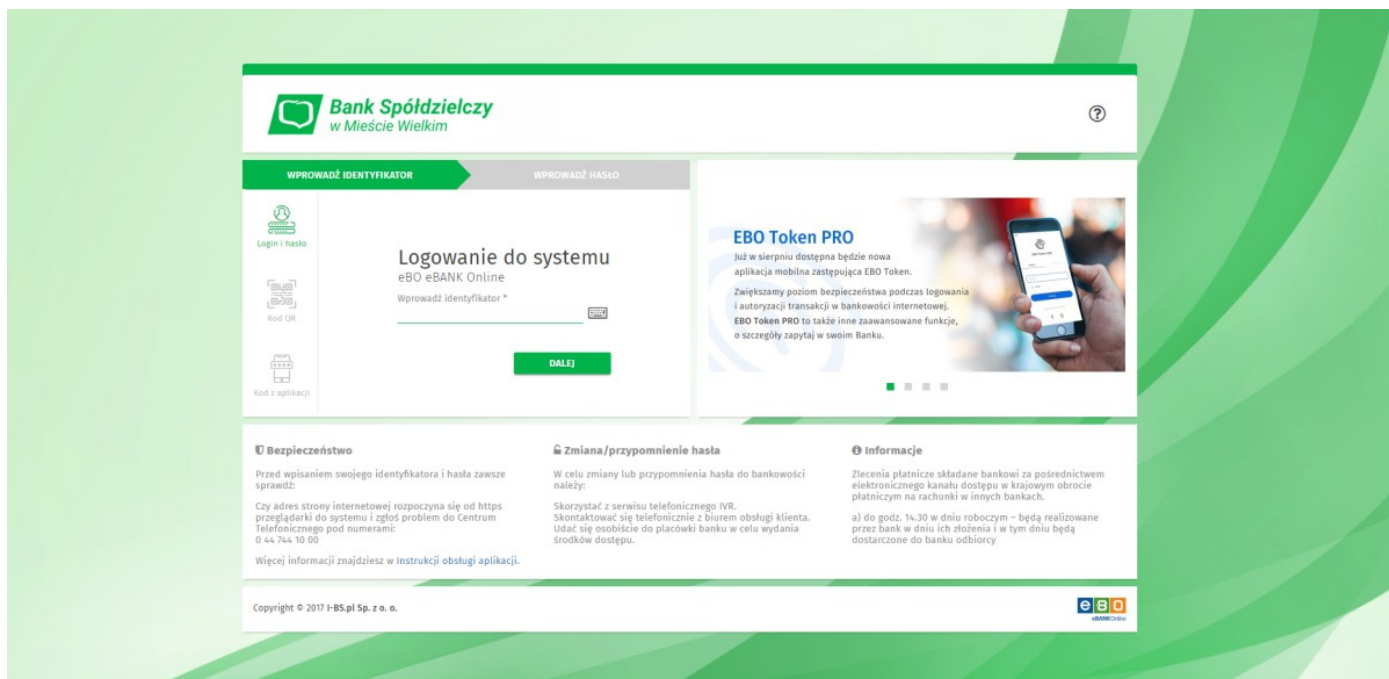 Bank Spółdzielczy
w Mieście Wielkim
WPROWADŹ IDENTYFIKATOR
WPROWADŹ HASŁO
Login i hasło
Kod QR
Kod z aplikacji
Logowanie do systemu
eBO eBANK Online
Wprowadź identyfikator *
DALEJ
EBO Token PRO
Już w sierpniu dostępna będzie nowa
aplikacja mobilna zastępująca EBO Token.
Zwiększamy poziom bezpieczeństwa podczas logowania
i autoryzacji transakcji w bankowości internetowej.
EBO Token PRO to także inne zaawansowane funkcje,
o szczegóły zapytaj w swoim Banku.
Bezpieczeństwo
Przed wpisaniem swojego identyfikatora i hasła zawsze
sprawdź:
Czy adres strony internetowej rozpoczyna się od https
przeglądarki do systemu i zgłoś problem do Centrum
Telefonicznego pod numerami:
0 44 744 10 00
Więcej informacji znajdziesz w Instrukcji obsługi aplikacji.
Zmiana/przypomnienie hasła
W celu zmiany lub przypomnienia hasła do bankowości
należy:
Skorzystać z serwisu telefonicznego IVR.
Skontaktować się telefonicznie z biurem obsługi klienta.
Udać się osobiście do placówki banku w celu wydania
środków dostępu.
Informacje
Zlecenia płatnicze składane bankowi za pośrednictwem
elektronicznego kanału dostępu w krajowym obrocie
płatniczym na rachunki w innych bankach.
a) do godz. 14.30 w dniu roboczym – będą realizowane
przez bank w dniu ich złożenia i w tym dniu będą
dostarczone do banku odbiorcy
Copyright © 2017 I-BS.pl Sp. z o. o.
eBO
eBANKOnline